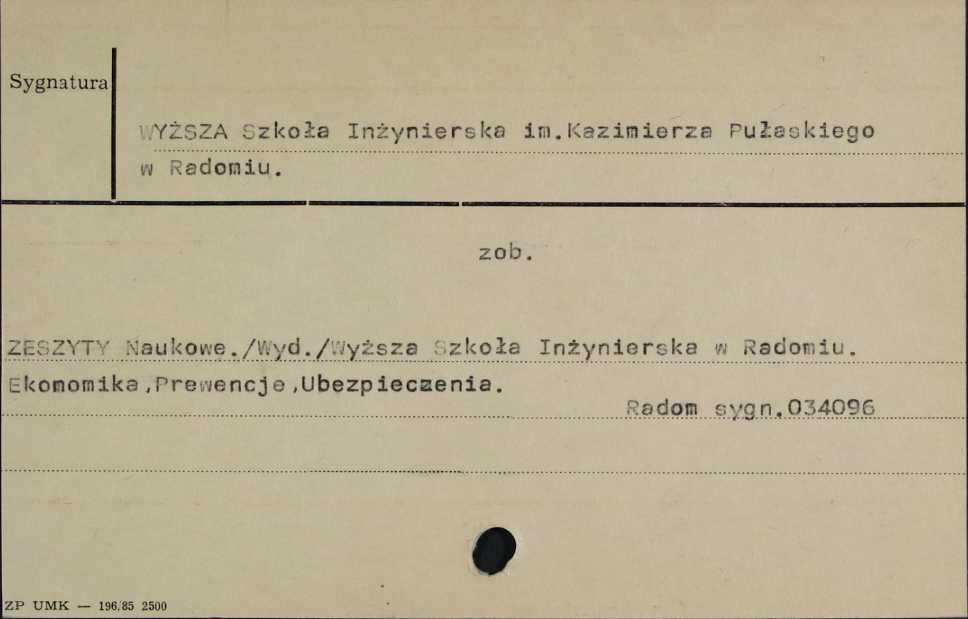 Sygnatura
WYŻSZA Szkoła Inżynierska im.Kazimierza Pułaskiego
w Radomiu.
zob.
ZESZYTY Naukowe./Wyd./Wyższa Szkoła Inżynierska w Radomiu.
Ekonomika,Prewencje,Ubezpieczenia.
Radom sygn.034096
ZP UMK — 196/85 2500